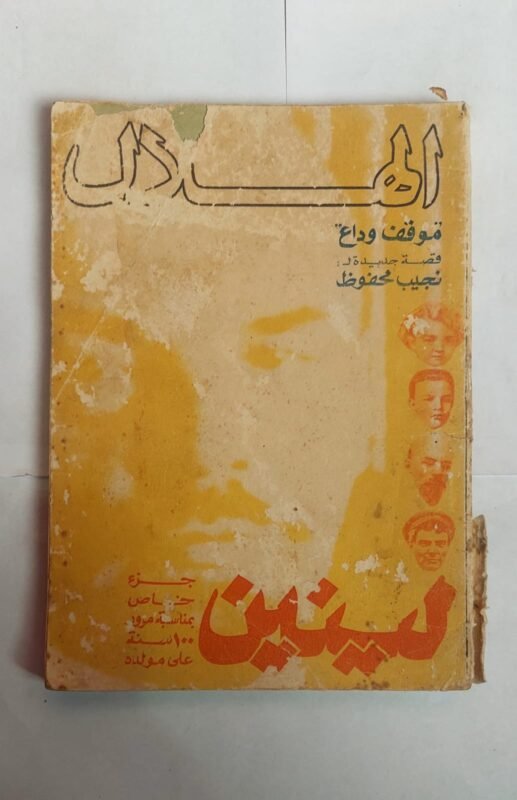 الهلال
موقف وداع
قصة جديدة لـ :
نجيب محفوظ
لينين
جزء
خاص
بمناسبة مرور
١٠٠ سنة
على مولده